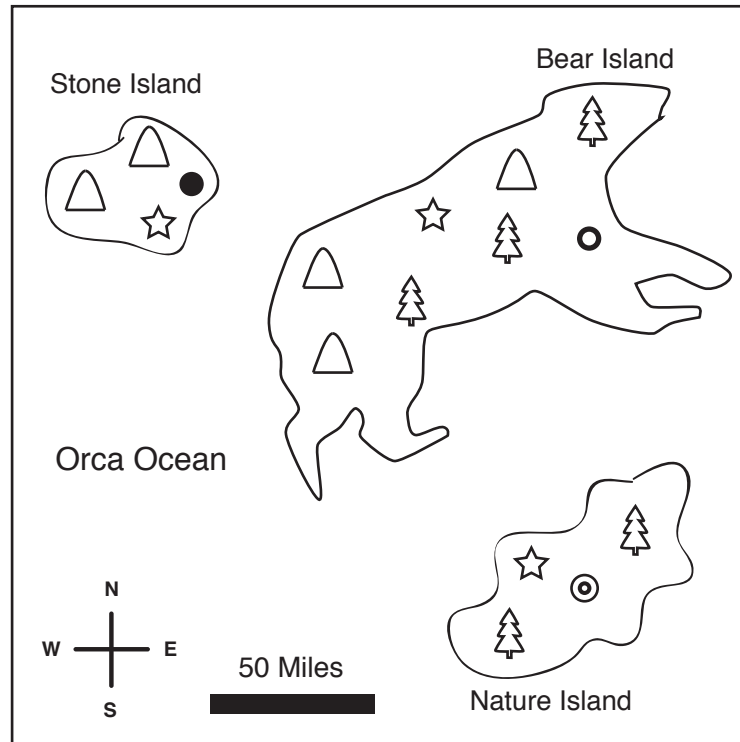 Bear Island
Stone Island
Orca Ocean
N
W E
S
50 Miles
Nature Island